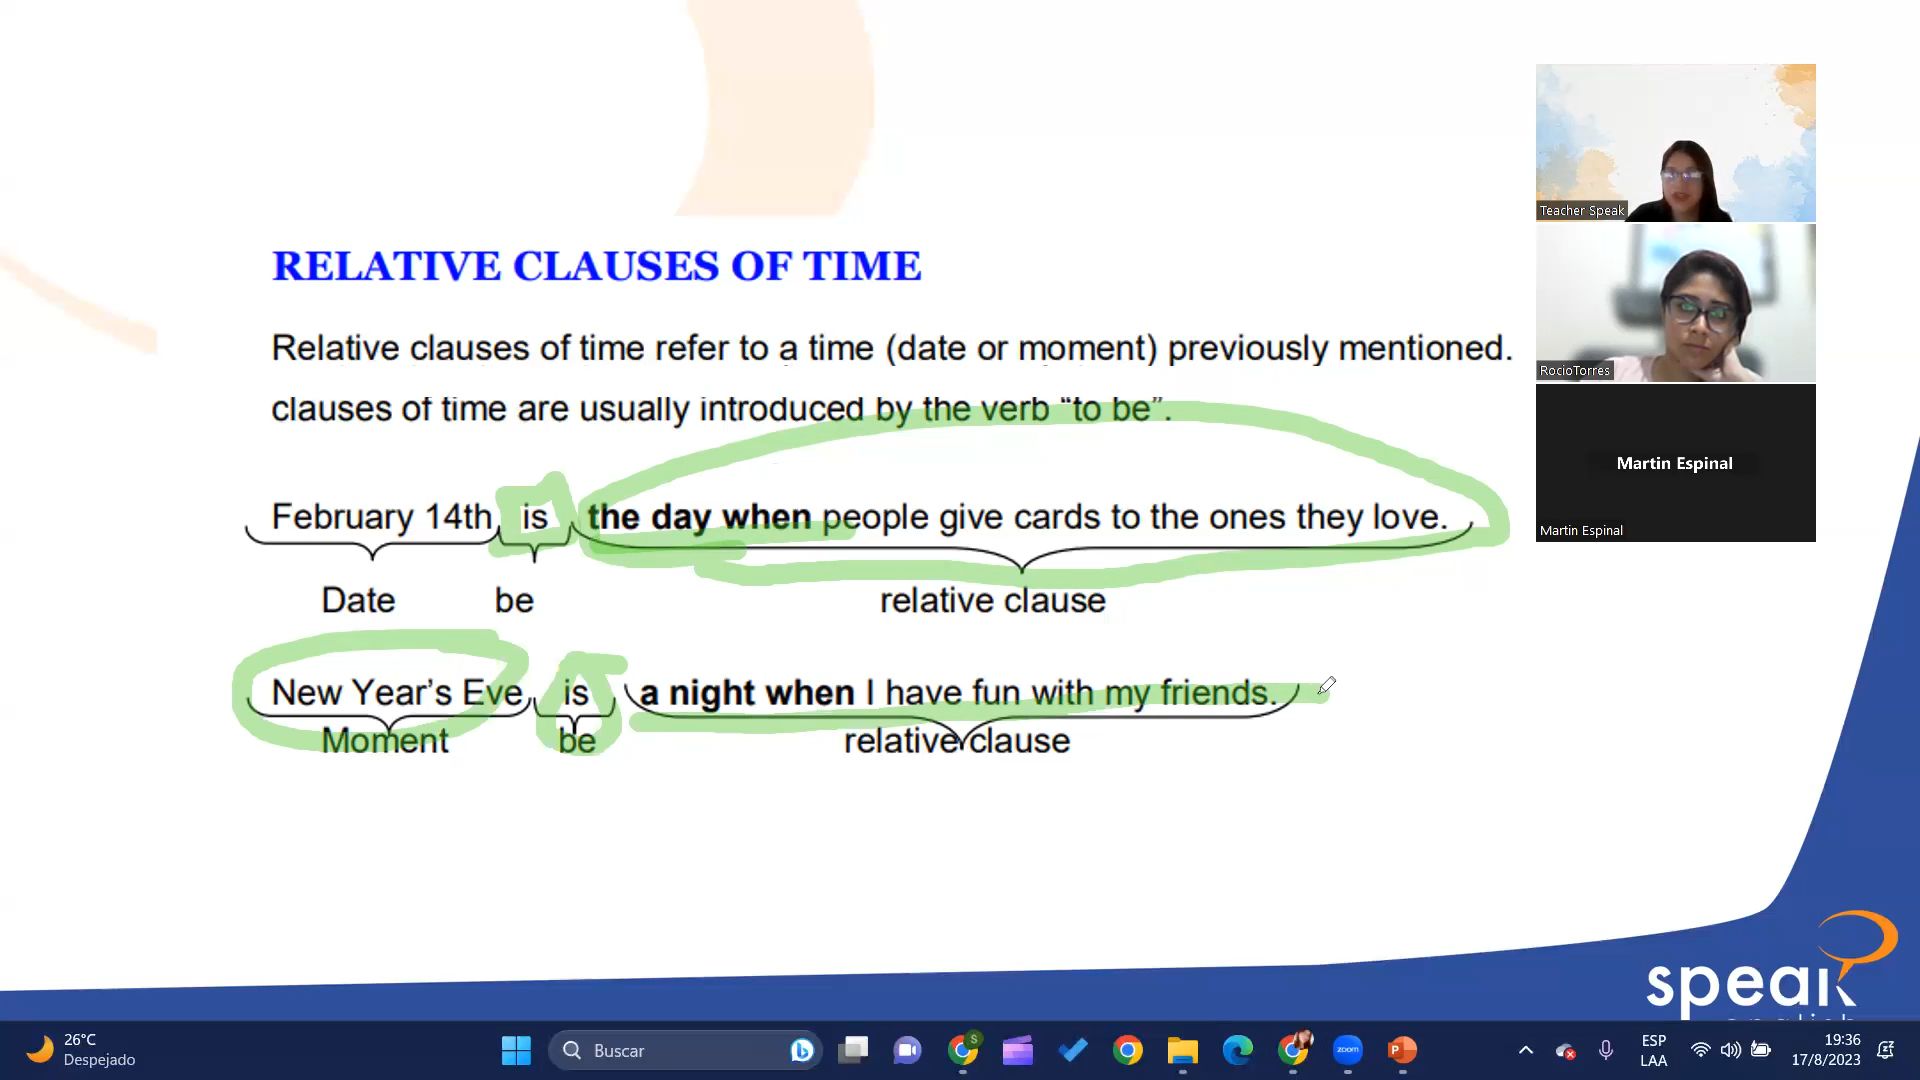 RELATIVE CLAUSES OF TIME
Relative clauses of time refer to a time (date or moment) previously mentioned.
clauses of time are usually introduced by the verb “to be”.
February 14th is the day when people give cards to the ones they love.
Date be relative clause
New Year’s Eve is a night when I have fun with my friends.
Moment be relative clause
Teacher Speak
RocioTorres
Martin Espinal
Martin Espinal
speak
26°C
Despejado
Buscar
S
zoom
P
ESP
LAA
19:36
17/8/2023